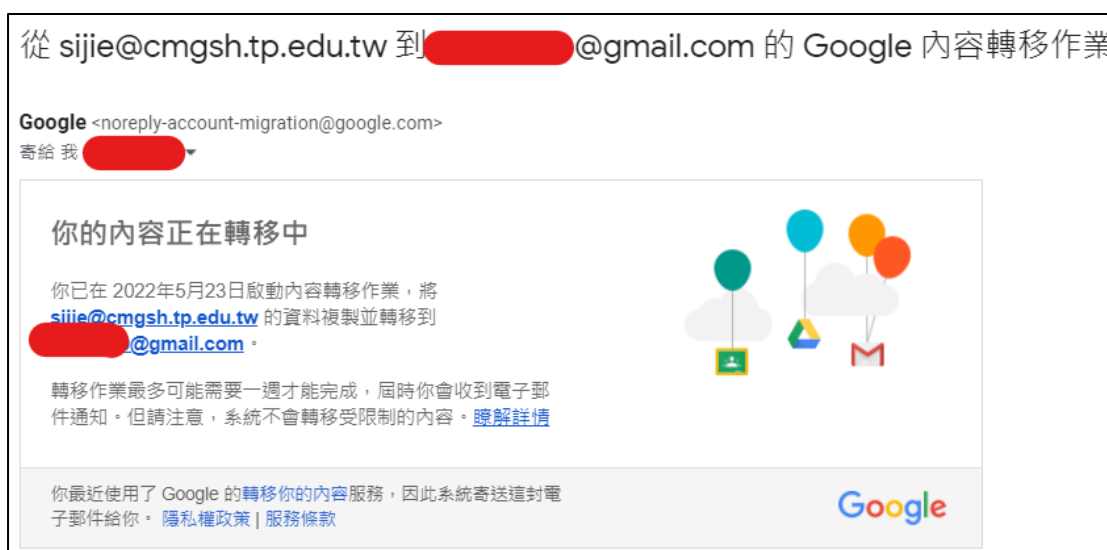 從 sijie@cmgsh.tp.edu.tw 到 @gmail.com 的 Google 內容轉移作業
Google <noreply-account-migration@google.com>
寄給 我
你的內容正在轉移中
你已在 2022年5月23日啟動內容轉移作業，將
sijie@cmgsh.tp.edu.tw 的資料複製並轉移到
@gmail.com。
轉移作業最多可能需要一週才能完成，屆時你會收到電子郵
件通知。但請注意，系統不會轉移受限制的內容。瞭解詳情
你最近使用了 Google 的轉移你的內容服務，因此系統寄送這封電
子郵件給你。 隱私權政策 | 服務條款
Google